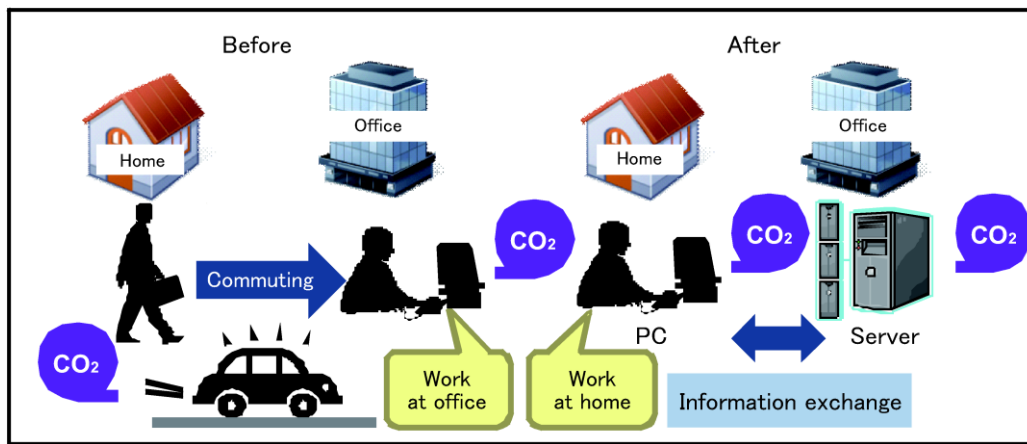 Before
After
Home
Office
Home
Office
CO₂
CO₂
CO₂
Commuting
PC
Server
CO₂
Work
at office
Work
at home
Information exchange